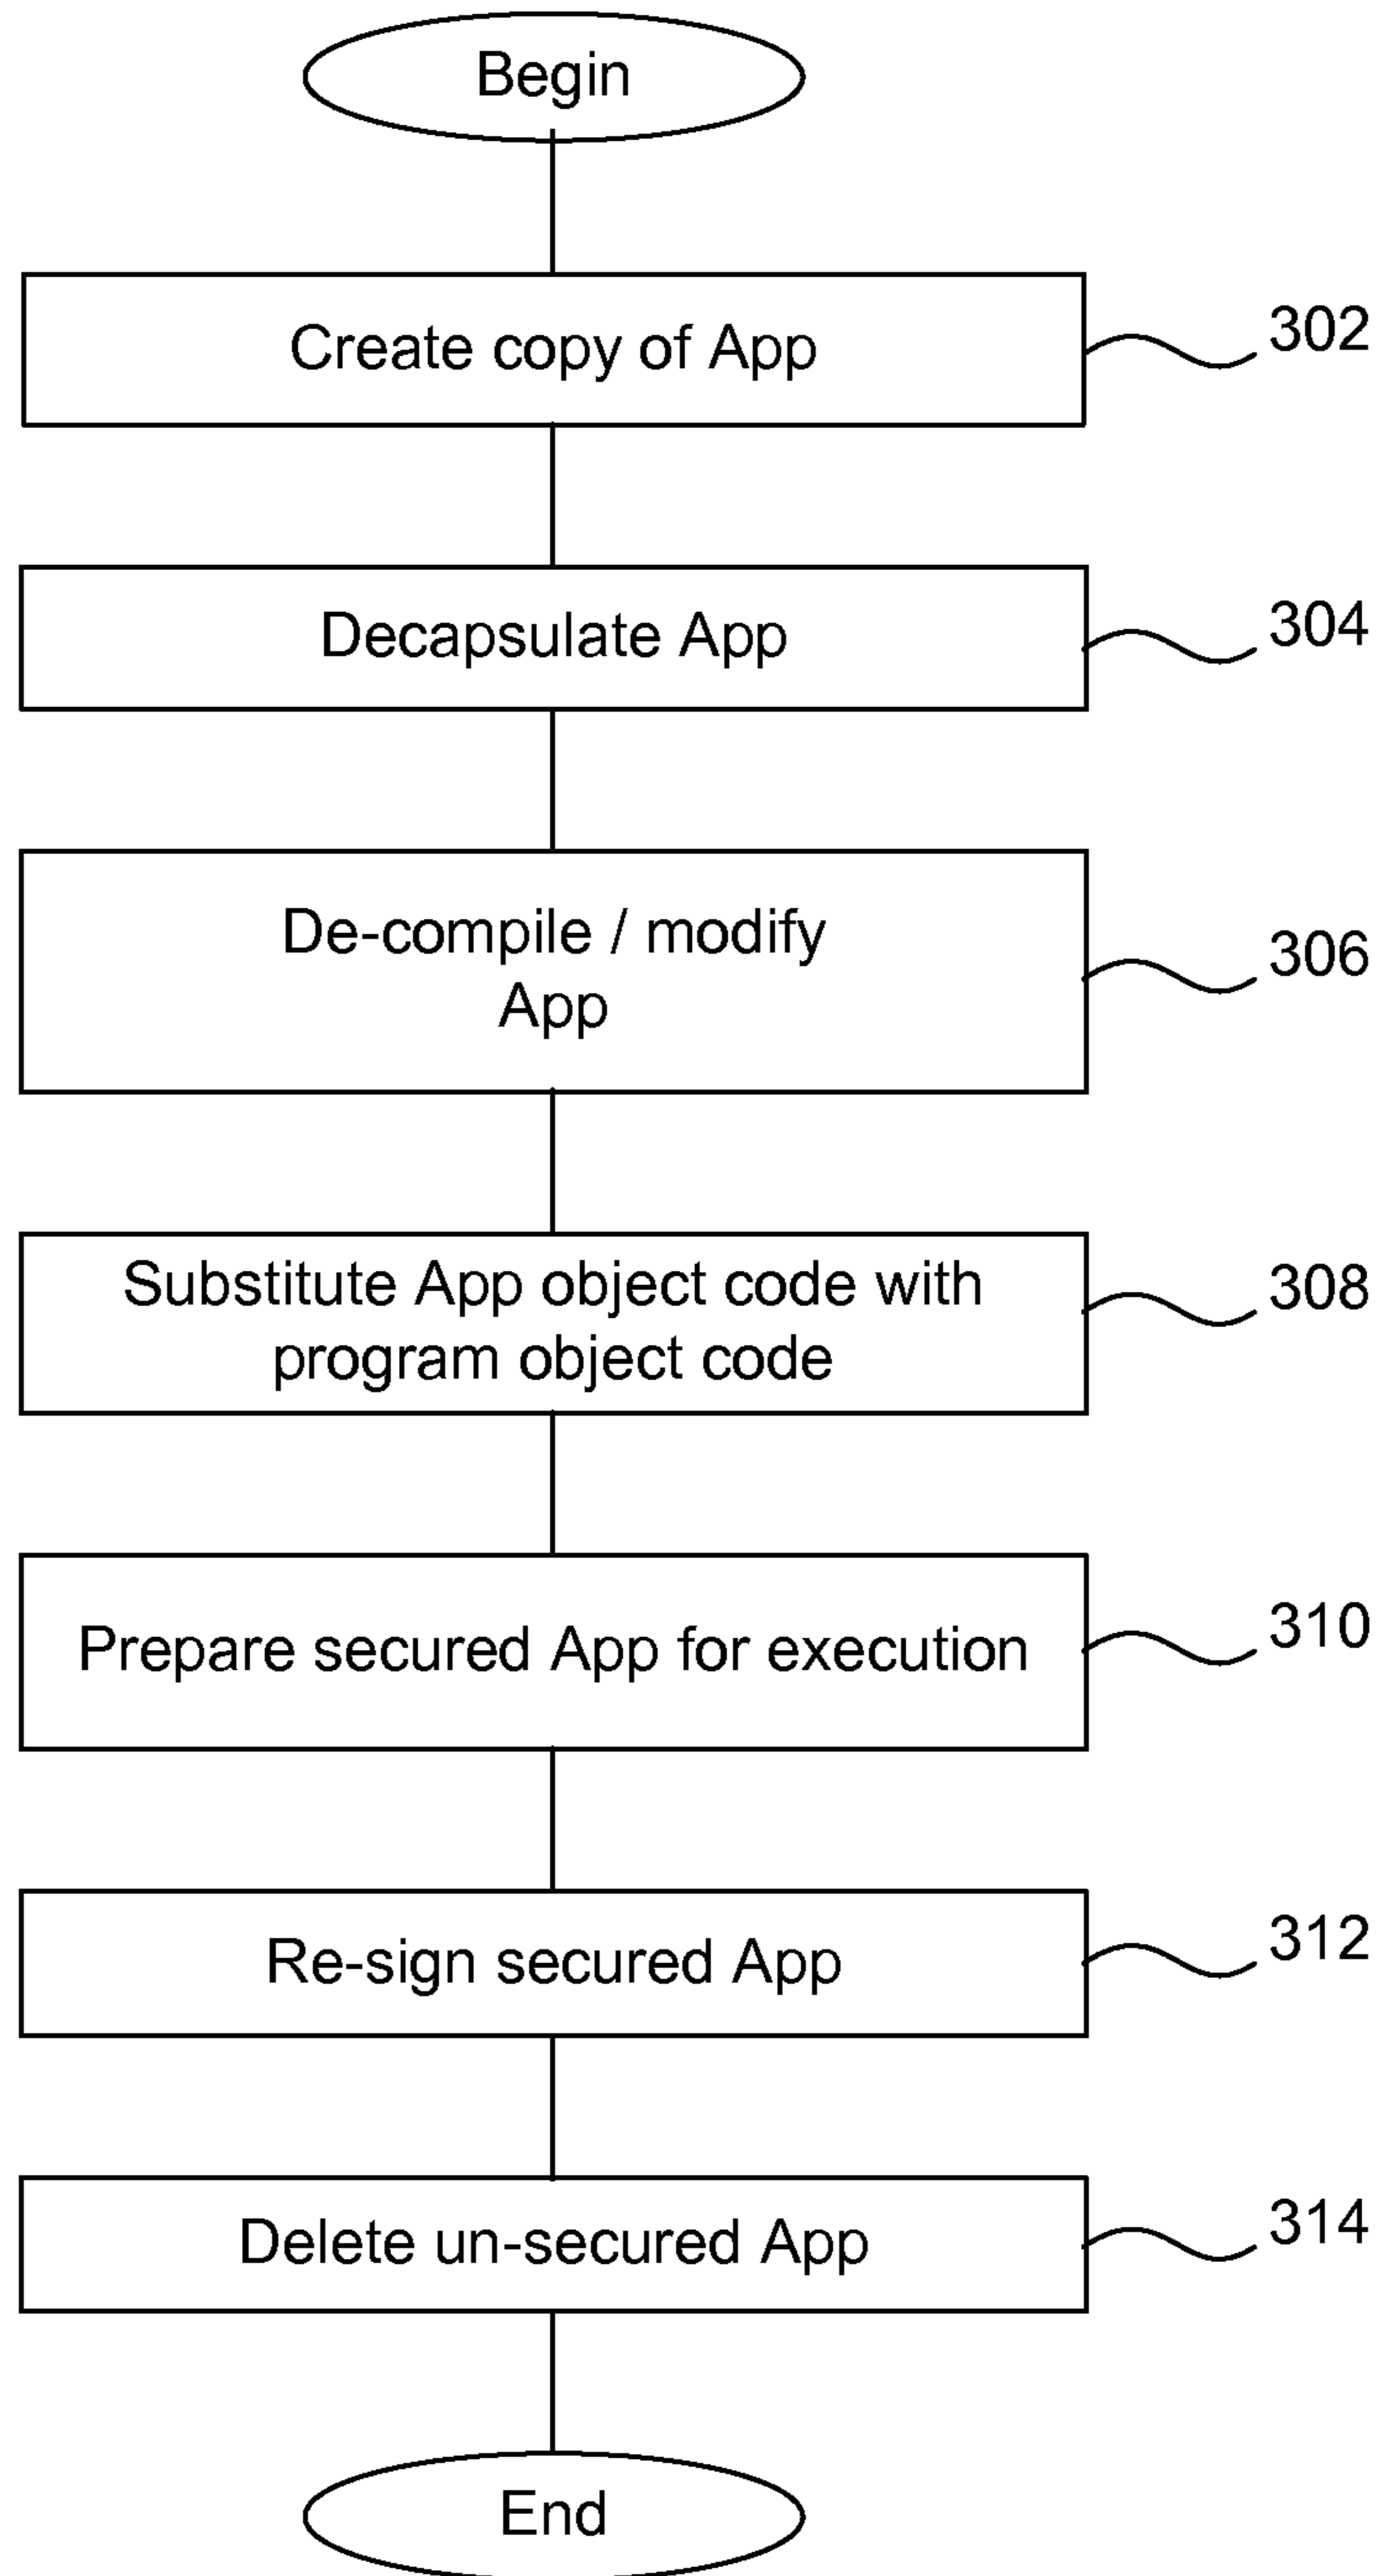 Begin
Create copy of App
302
Decapsulate App
304
De-compile / modify
App
306
Substitute App object code with
program object code
308
Prepare secured App for execution
310
Re-sign secured App
312
Delete un-secured App
314
End